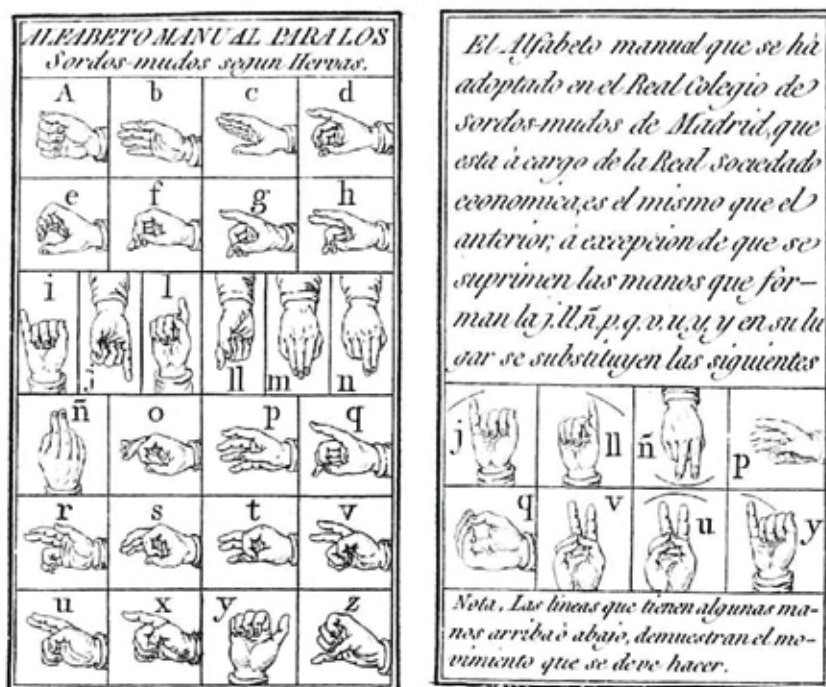 ALFABETO MANUAL PARA LOS
Sordos-mudos segun Hervas.
A b c d
e f g h
i j l ll m n
ñ o p q
r s t v
u x y z
El Alfabeto manual que se há
adoptado en el Real Colegio de
Sordos-mudos de Madrid, que
esta à cargo de la Real Sociedad
economica, es el mismo que el
anterior, à excepcion de que se
suprimen las manos que for-
man la j. ll. ñ. p. q. v. u. y, y en su lu
gar se substituyen las siguientes
j ll ñ p
q v u y
Nota. Las lineas que tienen algunas ma-
nos arriba ò abajo, demuestran el mo-
vimiento que se deve hacer.